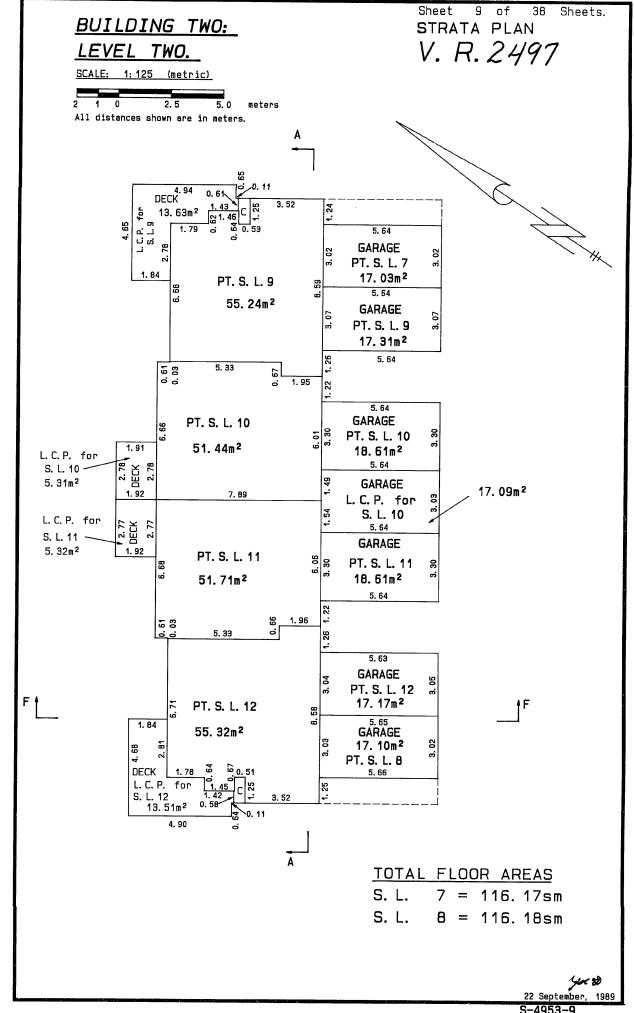 BUILDING TWO:
LEVEL TWO.
SCALE: 1:125 (metric)
2 1 0 2.5 5.0 meters
All distances shown are in meters.
Sheet 9 of 38 Sheets.
STRATA PLAN
V. R. 2497
A
4.94
0.65
0.61
0.11
DECK
13.63m²
1.43
1.46
C
1.25
3.52
1.24
4.65
L. C. P. for
S. L. 9
2.78
1.79
0.62
0.64
0.53
1.84
5.64
GARAGE
PT. S. L. 7
17.03m²
3.02
3.02
5.64
6.68
PT. S. L. 9
55.24m²
8.59
GARAGE
PT. S. L. 9
17.31m²
3.07
3.07
5.64
0.61
0.03
5.33
0.67
1.95
1.26
1.22
5.64
PT. S. L. 10
51.44m²
6.66
6.01
GARAGE
PT. S. L. 10
18.61m²
3.30
3.30
5.64
L. C. P. for
S. L. 10
5.31m²
1.91
2.78
DECK
2.78
1.92
7.89
1.49
1.54
GARAGE
L. C. P. for
S. L. 10
3.03
17.09m²
5.64
L. C. P. for
S. L. 11
5.32m²
2.77
DECK
2.77
1.92
PT. S. L. 11
51.71m²
6.68
6.06
GARAGE
PT. S. L. 11
18.61m²
3.30
3.30
5.64
0.61
0.03
5.33
0.66
1.96
1.22
1.26
5.63
GARAGE
PT. S. L. 12
17.17m²
3.04
3.05
5.65
F
F
PT. S. L. 12
55.32m²
6.71
8.58
GARAGE
17.10m²
PT. S. L. 8
3.03
3.02
5.66
1.84
4.68
2.81
DECK
L. C. P. for
S. L. 12
13.51m²
1.78
0.64
0.67
0.51
1.45
1.42
C
1.25
0.58
0.11
0.64
3.52
1.25
4.90
A
TOTAL FLOOR AREAS
S. L. 7 = 116.17sm
S. L. 8 = 116.18sm
22 September, 1989
S-4953-9